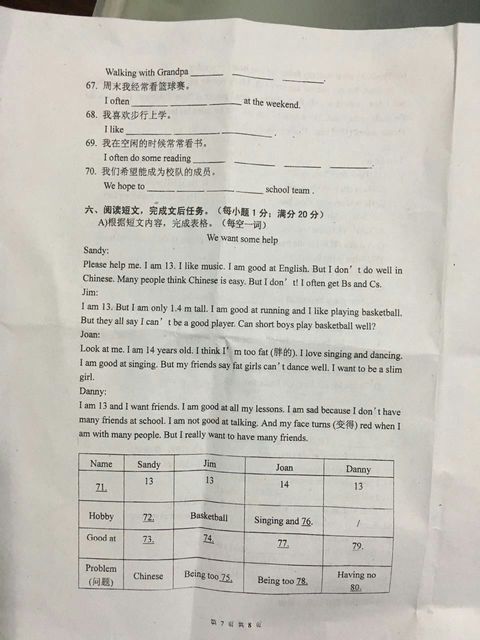 Walking with Grandpa ______ ______ ______.
67. 周末我经常看篮球赛。
I often ______ ______ ______ ______ at the weekend.
68. 我喜欢步行上学。
I like ______ ______ ______ ______.
69. 我在空闲的时候常常看书。
I often do some reading ______ ______ ______ ______.
70. 我们希望能成为校队的成员。
We hope to ______ ______ ______ ______ school team .
六、阅读短文，完成文后任务。（每小题 1 分；满分 20 分）
A)根据短文内容，完成表格。（每空一词）
We want some help
Sandy:
Please help me. I am 13. I like music. I am good at English. But I don't do well in
Chinese. Many people think Chinese is easy. But I don't! I often get Bs and Cs.
Jim:
I am 13. But I am only 1.4 m tall. I am good at running and I like playing basketball.
But they all say I can't be a good player. Can short boys play basketball well?
Joan:
Look at me. I am 14 years old. I think I'm too fat (胖的). I love singing and dancing.
I am good at singing. But my friends say fat girls can't dance well. I want to be a slim
girl.
Danny:
I am 13 and I want friends. I am good at all my lessons. I am sad because I don't have
many friends at school. I am not good at talking. And my face turns (变得) red when I
am with many people. But I really want to have many friends.
Name Sandy Jim Joan Danny
71. 13 13 14 13
Hobby 72. Basketball Singing and 76. /
Good at 73. 74. 77. 79.
Problem (问题) Chinese Being too 75. Being too 78. Having no 80.
第 7 页 共 8 页